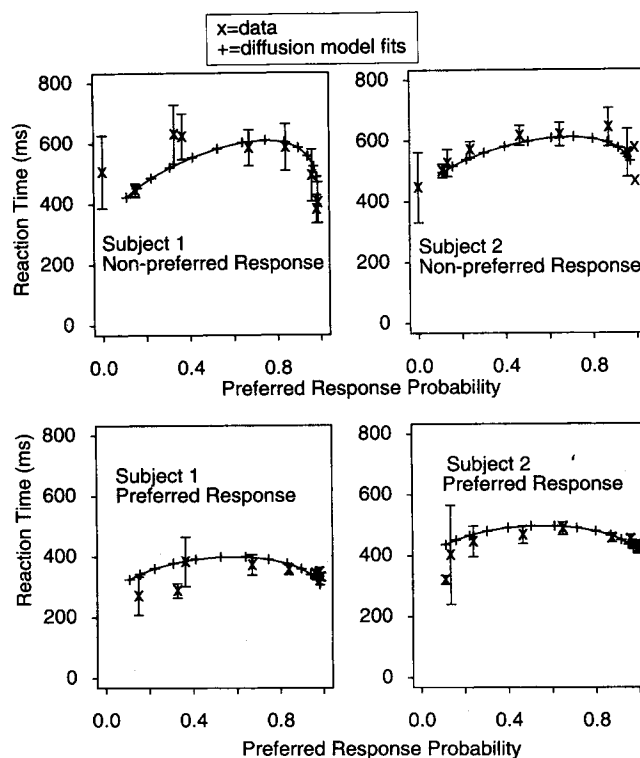 x=data
+=diffusion model fits
Reaction Time (ms)
800
600
400
200
0
Subject 1
Non-preferred Response
Subject 2
Non-preferred Response
800
600
400
200
0
0.0 0.4 0.8
0.0 0.4 0.8
Preferred Response Probability
Reaction Time (ms)
800
600
400
200
0
Subject 1
Preferred Response
Subject 2
Preferred Response
800
600
400
200
0
0.0 0.4 0.8
0.0 0.4 0.8
Preferred Response Probability